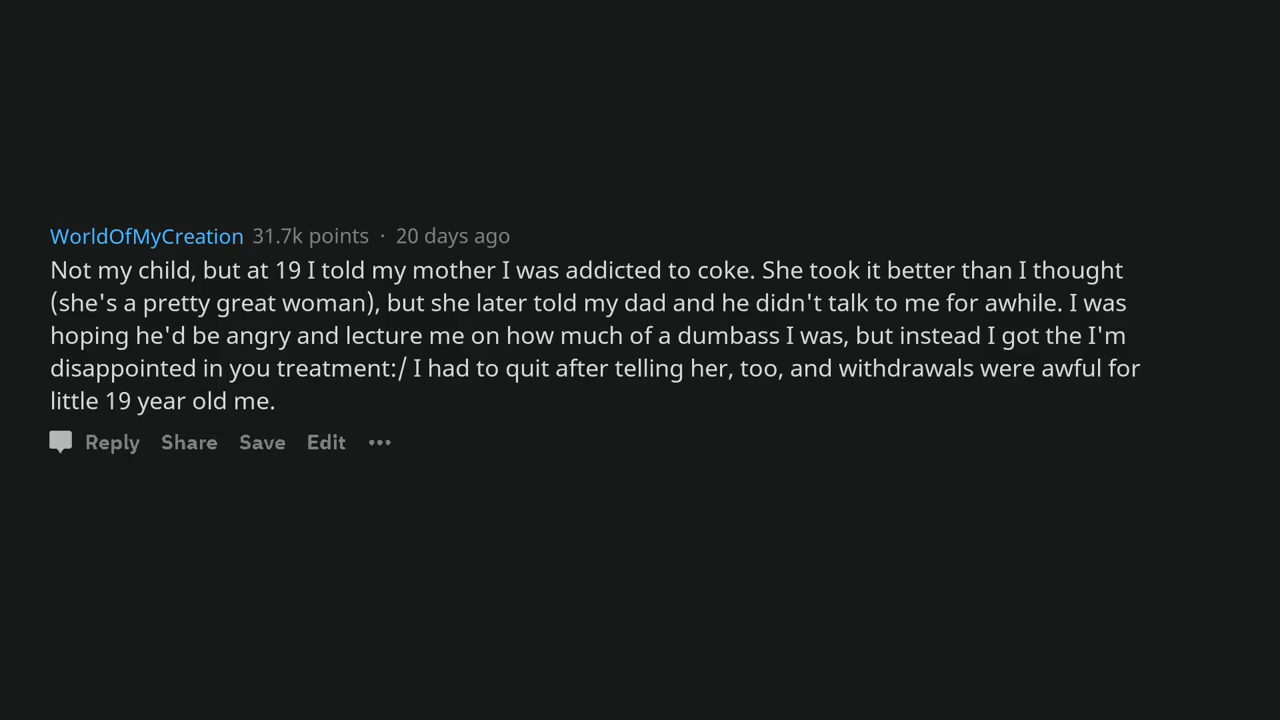 WorldOfMyCreation 31.7k points · 20 days ago
Not my child, but at 19 I told my mother I was addicted to coke. She took it better than I thought
(she's a pretty great woman), but she later told my dad and he didn't talk to me for awhile. I was
hoping he'd be angry and lecture me on how much of a dumbass I was, but instead I got the I'm
disappointed in you treatment:/ I had to quit after telling her, too, and withdrawals were awful for
little 19 year old me.
Reply Share Save Edit •••